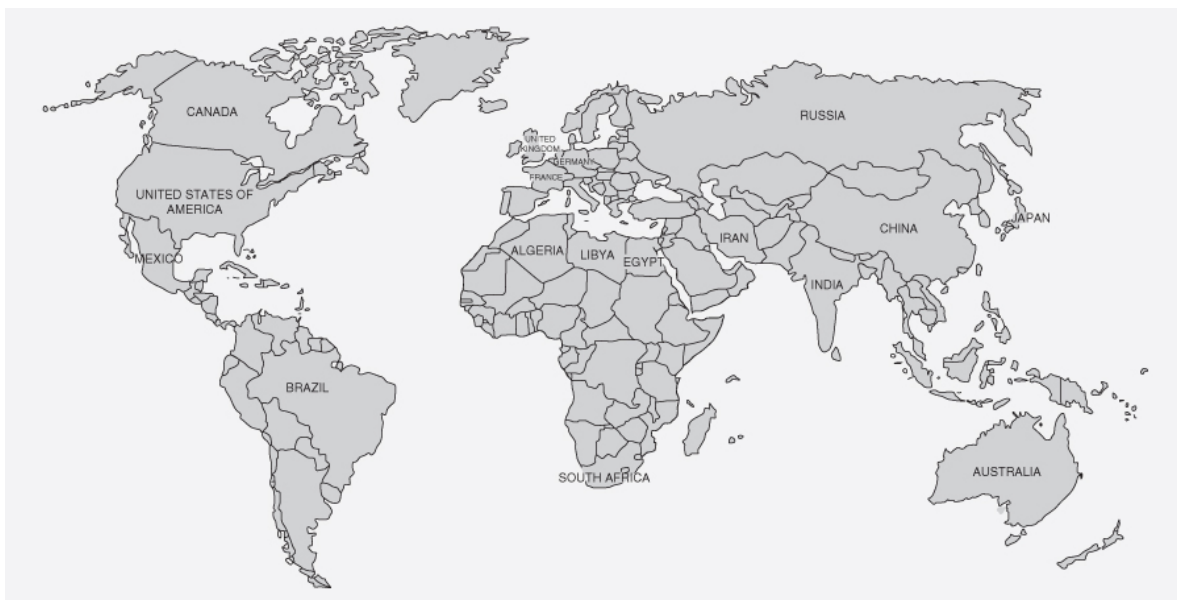 CANADA
RUSSIA
UNITED
KINGDOM
GERMANY
FRANCE
UNITED STATES OF
AMERICA
JAPAN
CHINA
IRAN
ALGERIA
LIBYA
EGYPT
MEXICO
INDIA
BRAZIL
AUSTRALIA
SOUTH AFRICA